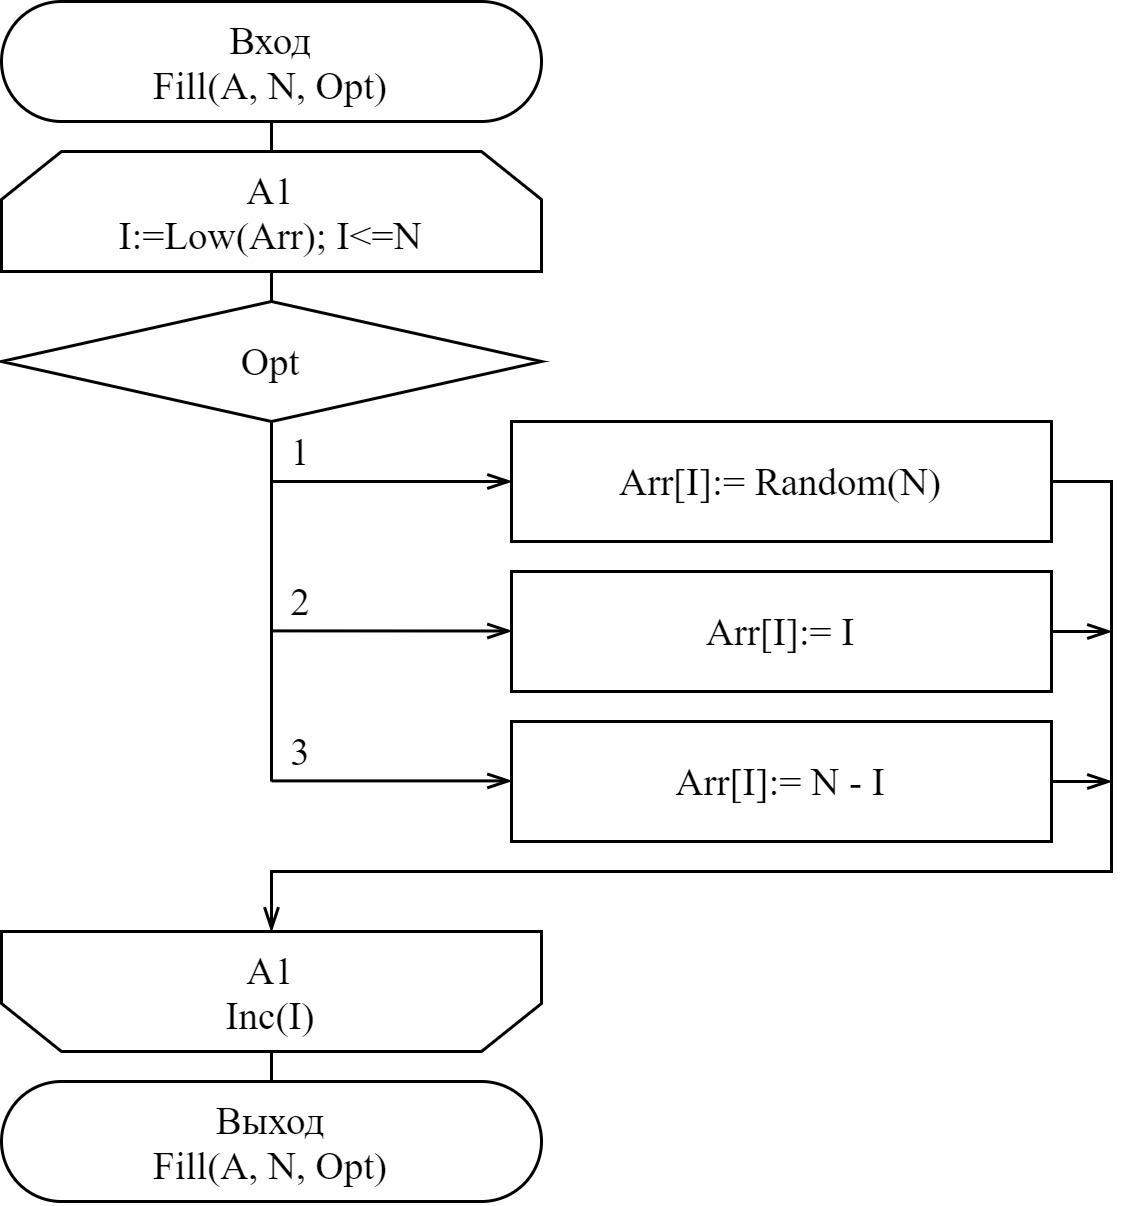 Вход
Fill(A, N, Opt)
A1
I:=Low(Arr); I<=N
Opt
1
Arr[I]:= Random(N)
2
Arr[I]:= I
3
Arr[I]:= N - I
A1
Inc(I)
Выход
Fill(A, N, Opt)